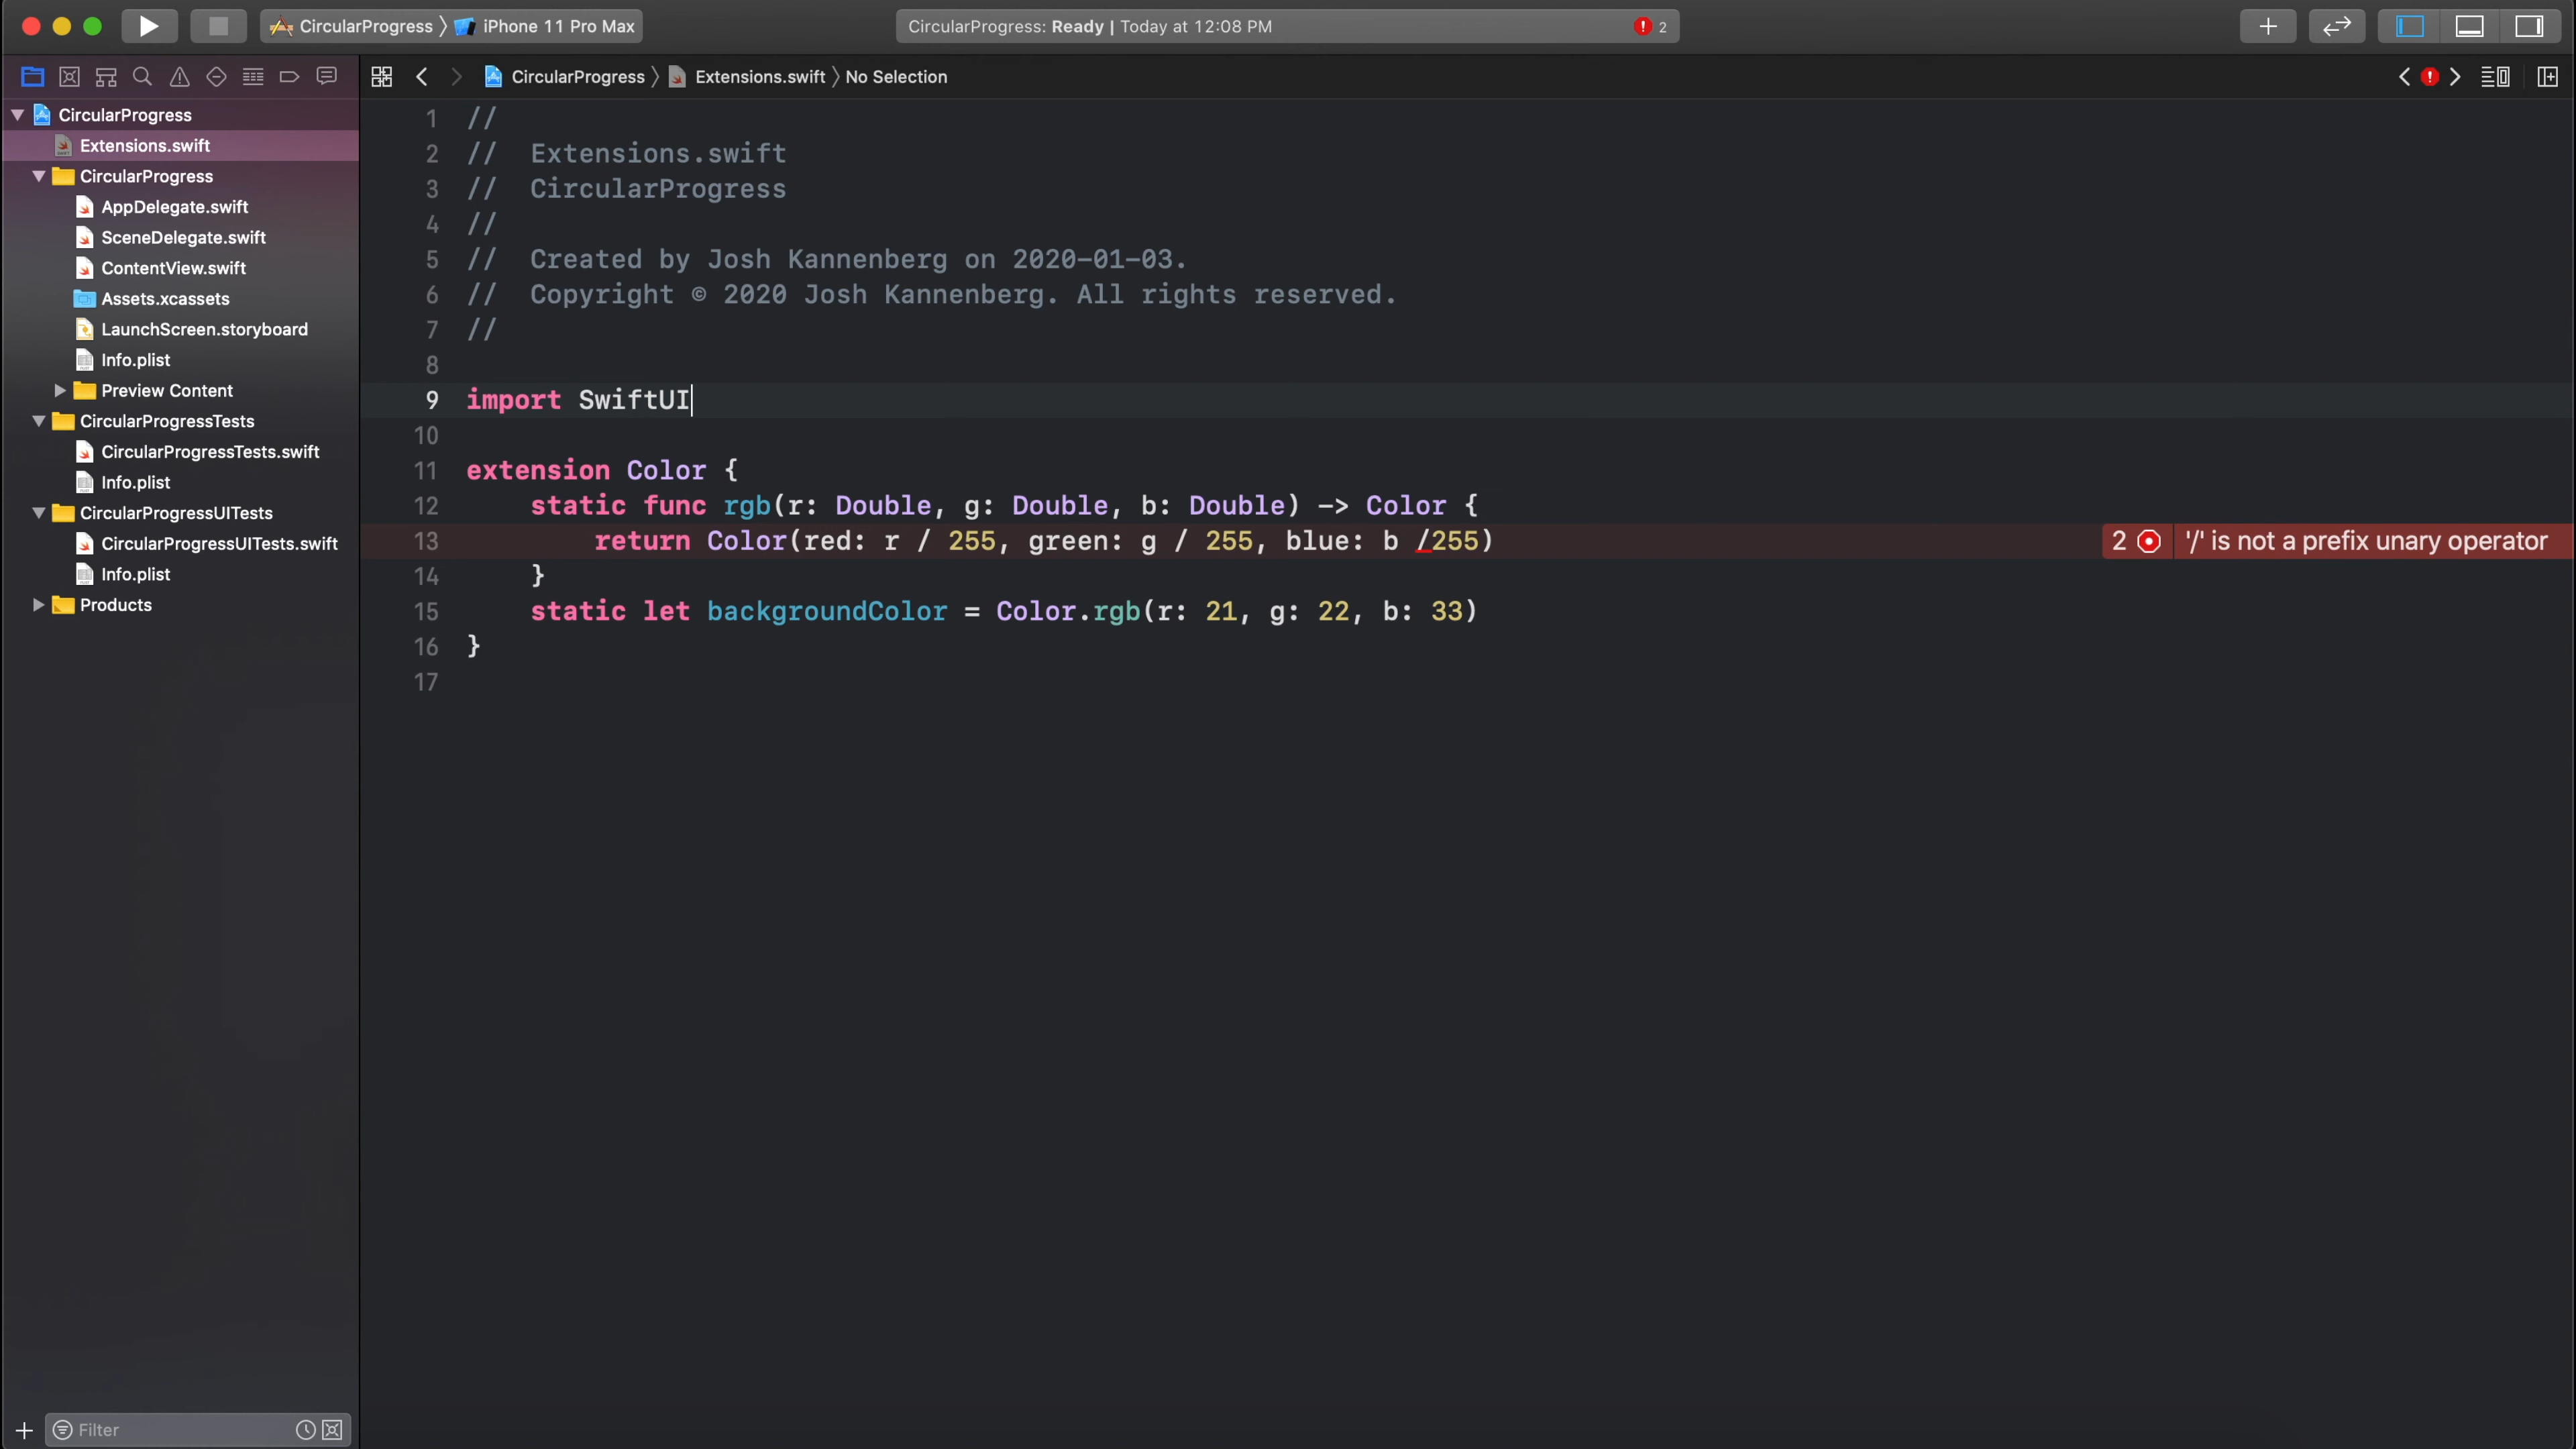 CircularProgress 〉 iPhone 11 Pro Max
CircularProgress: Ready | Today at 12:08 PM
2
CircularProgress 〉 Extensions.swift 〉 No Selection
CircularProgress
Extensions.swift
CircularProgress
AppDelegate.swift
SceneDelegate.swift
ContentView.swift
Assets.xcassets
LaunchScreen.storyboard
Info.plist
Preview Content
CircularProgressTests
CircularProgressTests.swift
Info.plist
CircularProgressUITests
CircularProgressUITests.swift
Info.plist
Products
Filter
1 //
2 //  Extensions.swift
3 //  CircularProgress
4 //
5 //  Created by Josh Kannenberg on 2020-01-03.
6 //  Copyright © 2020 Josh Kannenberg. All rights reserved.
7 //
8
9 import SwiftUI
10
11 extension Color {
12     static func rgb(r: Double, g: Double, b: Double) -> Color {
13         return Color(red: r / 255, green: g / 255, blue: b /255)
2 '/' is not a prefix unary operator
14     }
15     static let backgroundColor = Color.rgb(r: 21, g: 22, b: 33)
16 }
17